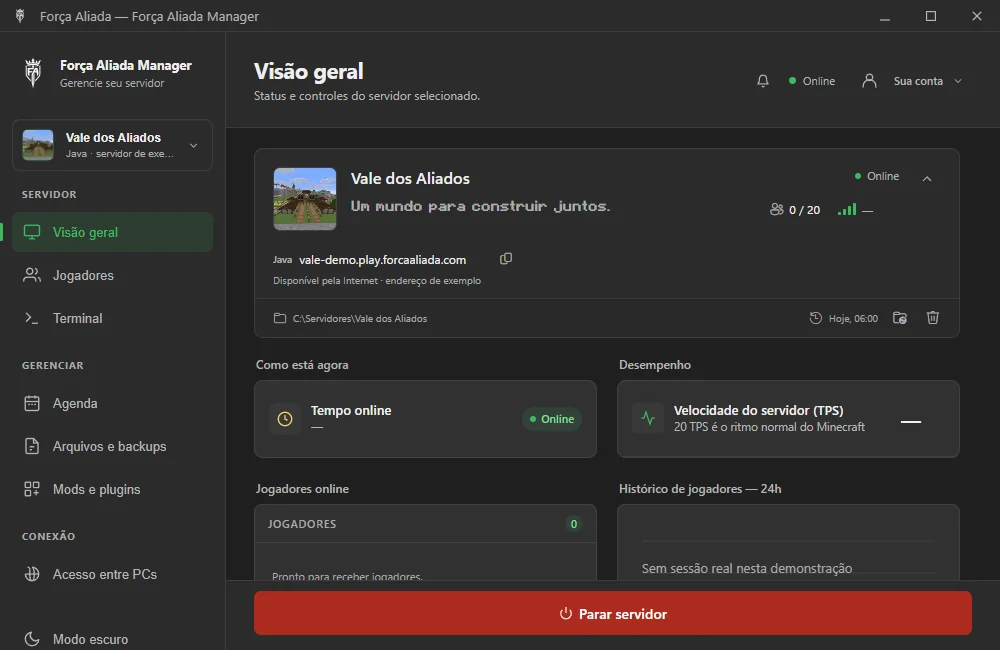 Força Aliada — Força Aliada Manager
Força Aliada Manager
Gerencie seu servidor
Vale dos Aliados
Java · servidor de exe...
SERVIDOR
Visão geral
Jogadores
Terminal
GERENCIAR
Agenda
Arquivos e backups
Mods e plugins
CONEXÃO
Acesso entre PCs
Modo escuro
Visão geral
Status e controles do servidor selecionado.
Online
Sua conta
Vale dos Aliados
Um mundo para construir juntos.
Online
0 / 20 —
Java vale-demo.play.forcaaliada.com
Disponível pela Internet · endereço de exemplo
C:\Servidores\Vale dos Aliados
Hoje, 06:00
Como está agora
Tempo online
—
Online
Desempenho
Velocidade do servidor (TPS)
20 TPS é o ritmo normal do Minecraft
—
Jogadores online
JOGADORES 0
Pronto para receber jogadores.
Histórico de jogadores — 24h
Sem sessão real nesta demonstração
Parar servidor